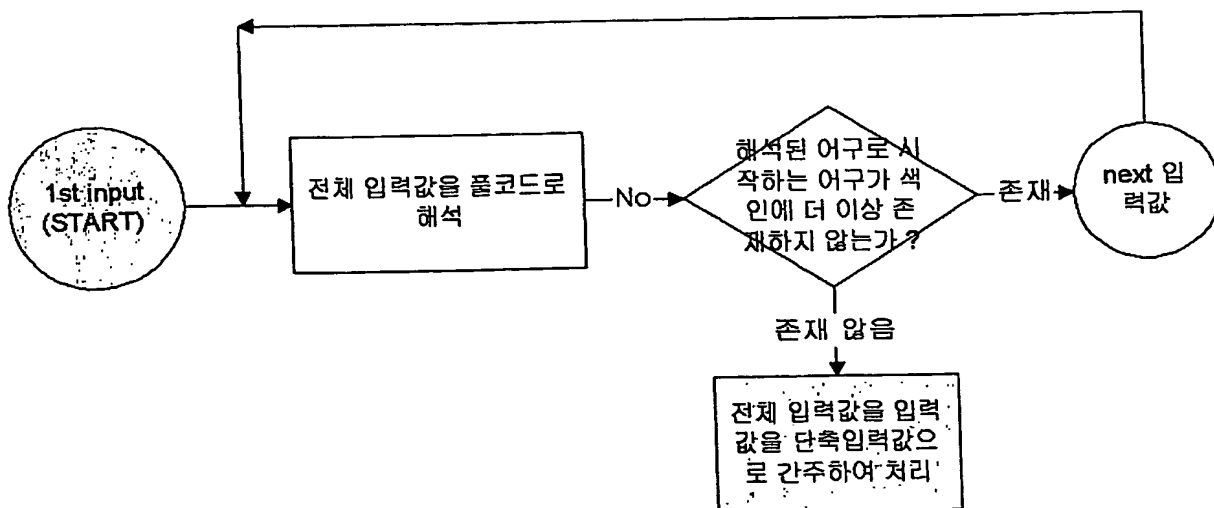 1st input
(START)
전체 입력값을 풀코드로
해석
No
해석된 어구로 시
작하는 어구가 색
인에 더 이상 존
재하지 않는가 ?
존재
next 입
력값
존재 않음
전체 입력값을 입력
값을 단축입력값으
로 간주하여 처리